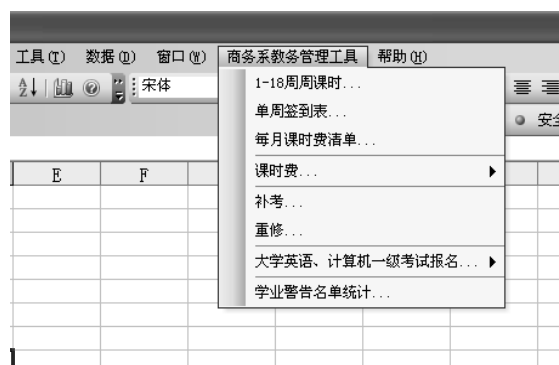 工具(T) 数据(D) 窗口(W) 商务系教务管理工具 帮助(H)
宋体
安全
E F
1-18周周课时...
单周签到表...
每月课时费清单...
课时费...
补考...
重修...
大学英语、计算机一级考试报名...
学业警告名单统计...